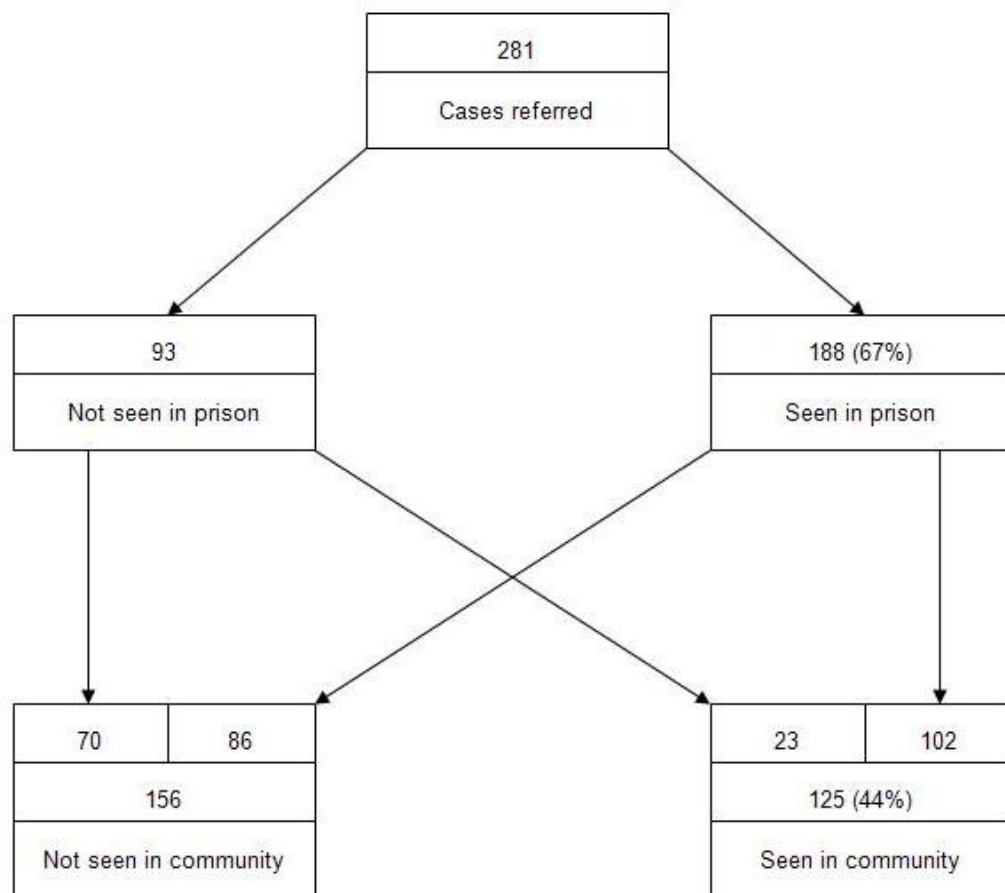 281
Cases referred
93
188 (67%)
Not seen in prison
Seen in prison
70
86
23
102
156
125 (44%)
Not seen in community
Seen in community